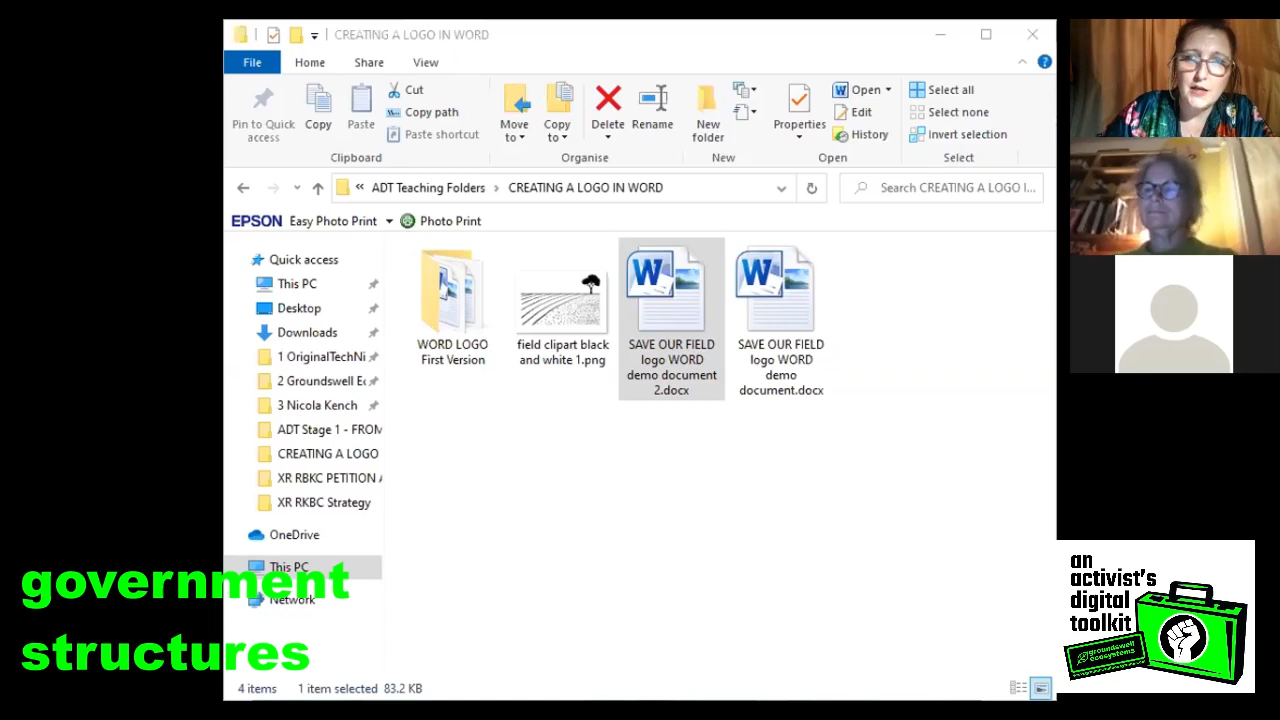 CREATING A LOGO IN WORD
File
Home
Share
View
Pin to Quick
access
Copy
Paste
Cut
Copy path
Paste shortcut
Clipboard
Move
to
Copy
to
Delete
Rename
Organise
New
folder
New
Properties
Open
Edit
History
Open
Select all
Select none
Invert selection
Select
« ADT Teaching Folders > CREATING A LOGO IN WORD
Search CREATING A LOGO I...
EPSON Easy Photo Print
Photo Print
Quick access
This PC
Desktop
Downloads
1 OriginalTechNi
2 Groundswell Ec
3 Nicola Kench
ADT Stage 1 - FROM
CREATING A LOGO
XR RBKC PETITION A
XR RKBC Strategy
OneDrive
This PC
Network
WORD LOGO
First Version
field clipart black
and white 1.png
SAVE OUR FIELD
logo WORD
demo document
2.docx
SAVE OUR FIELD
logo WORD
demo
document.docx
4 items
1 item selected 83.2 KB
government
structures
an
activist's
digital
toolkit
groundswell
ecosystems